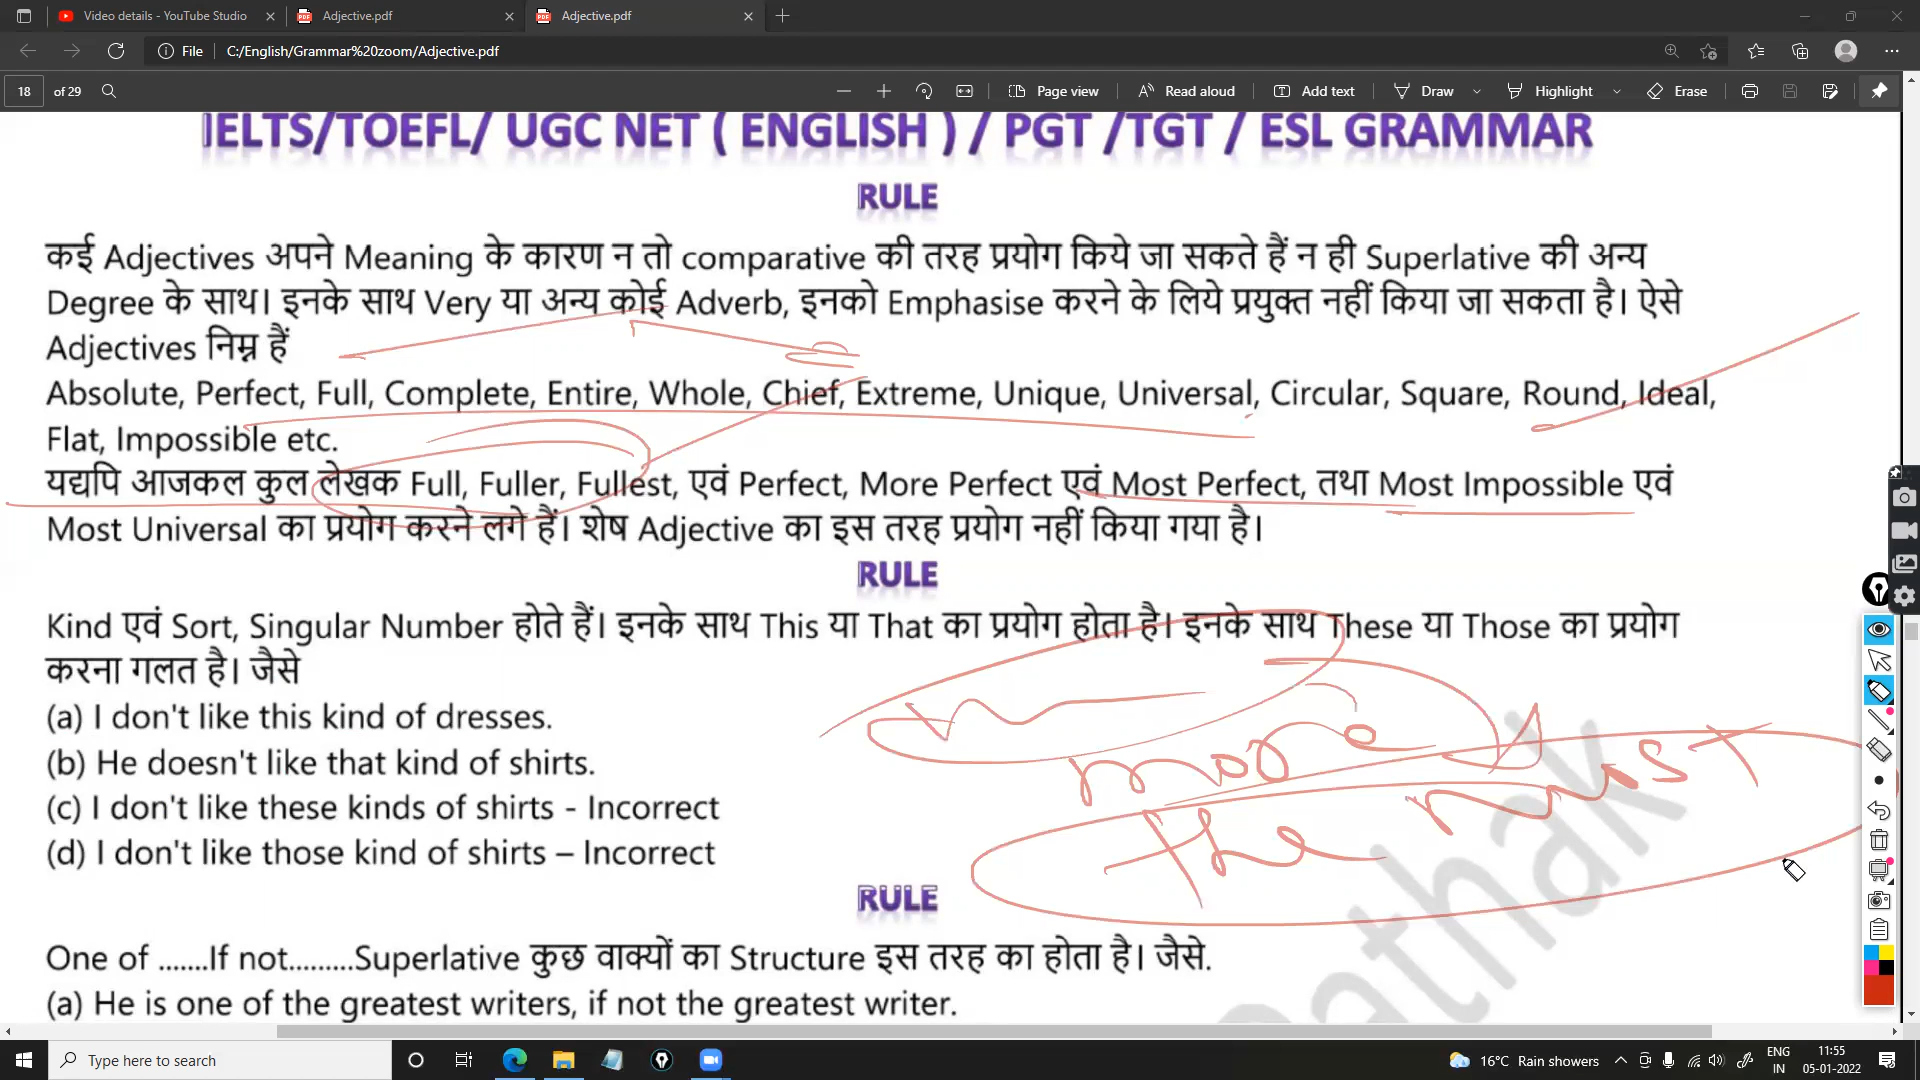 Video details - YouTube Studio
Adjective.pdf
Adjective.pdf
File
C:/English/Grammar%20zoom/Adjective.pdf
18 of 29
Page view
Read aloud
Add text
Draw
Highlight
Erase
IELTS/TOEFL/ UGC NET ( ENGLISH ) / PGT /TGT / ESL GRAMMAR
RULE
कई Adjectives अपने Meaning के कारण न तो comparative की तरह प्रयोग किये जा सकते हैं न ही Superlative की अन्य
Degree के साथ। इनके साथ Very या अन्य कोई Adverb, इनको Emphasise करने के लिये प्रयुक्त नहीं किया जा सकता है। ऐसे
Adjectives निम्न हैं
Absolute, Perfect, Full, Complete, Entire, Whole, Chief, Extreme, Unique, Universal, Circular, Square, Round, Ideal,
Flat, Impossible etc.
यद्यपि आजकल कुल लेखक Full, Fuller, Fullest, एवं Perfect, More Perfect एवं Most Perfect, तथा Most Impossible एवं
Most Universal का प्रयोग करने लगे हैं। शेष Adjective का इस तरह प्रयोग नहीं किया गया है।
RULE
Kind एवं Sort, Singular Number होते हैं। इनके साथ This या That का प्रयोग होता है। इनके साथ These या Those का प्रयोग
करना गलत है। जैसे
(a) I don't like this kind of dresses.
(b) He doesn't like that kind of shirts.
more
(c) I don't like these kinds of shirts - Incorrect
The most
(d) I don't like those kind of shirts – Incorrect
RULE
One of .......If not.........Superlative कुछ वाक्यों का Structure इस तरह का होता है। जैसे.
(a) He is one of the greatest writers, if not the greatest writer.
Pathak
Type here to search
16°C Rain showers
ENG
IN
11:55
05-01-2022